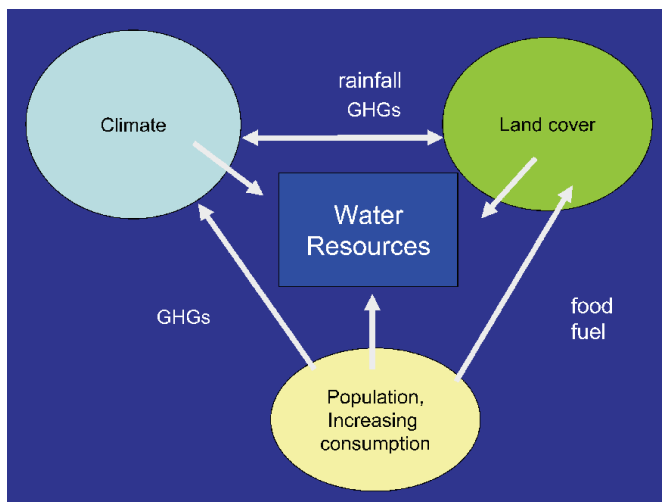 rainfall
GHGs
Climate
Land cover
Water
Resources
GHGs
food
fuel
Population,
Increasing
consumption